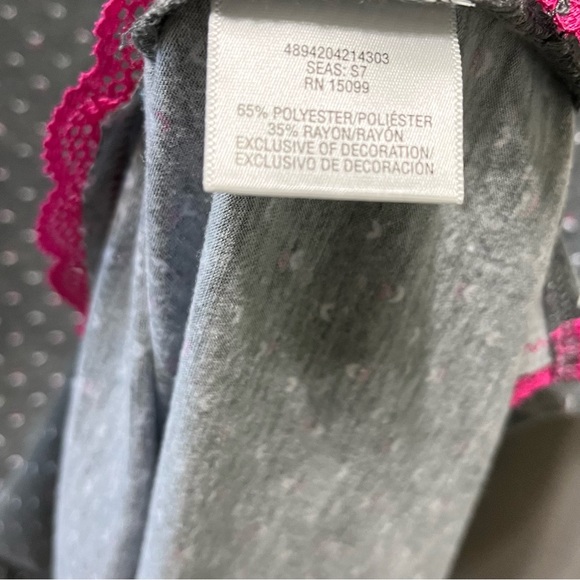 4894204214303
SEAS: S7
RN 15099
65% POLYESTER/POLIÉSTER
35% RAYON/RAYÓN
EXCLUSIVE OF DECORATION/
EXCLUSIVO DE DECORACIÓN